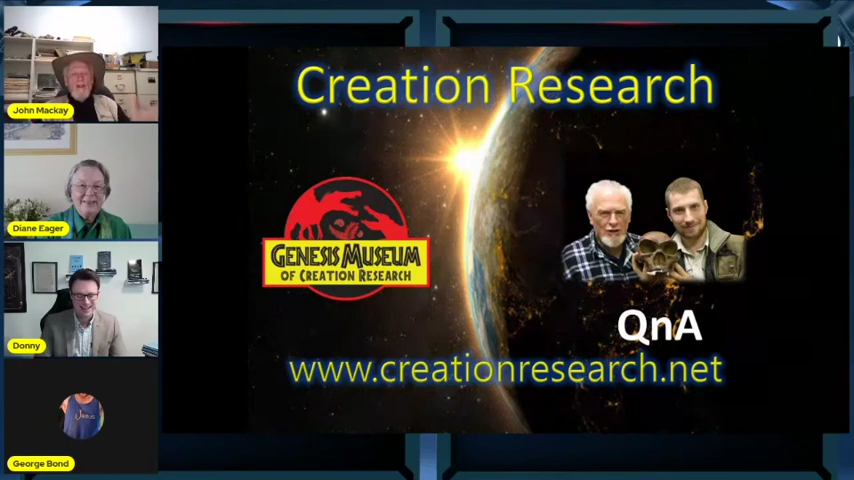 John Mackay
Diane Eager
Donny
George Bond
Creation Research
GENESIS MUSEUM
OF CREATION RESEARCH
QnA
www.creationresearch.net